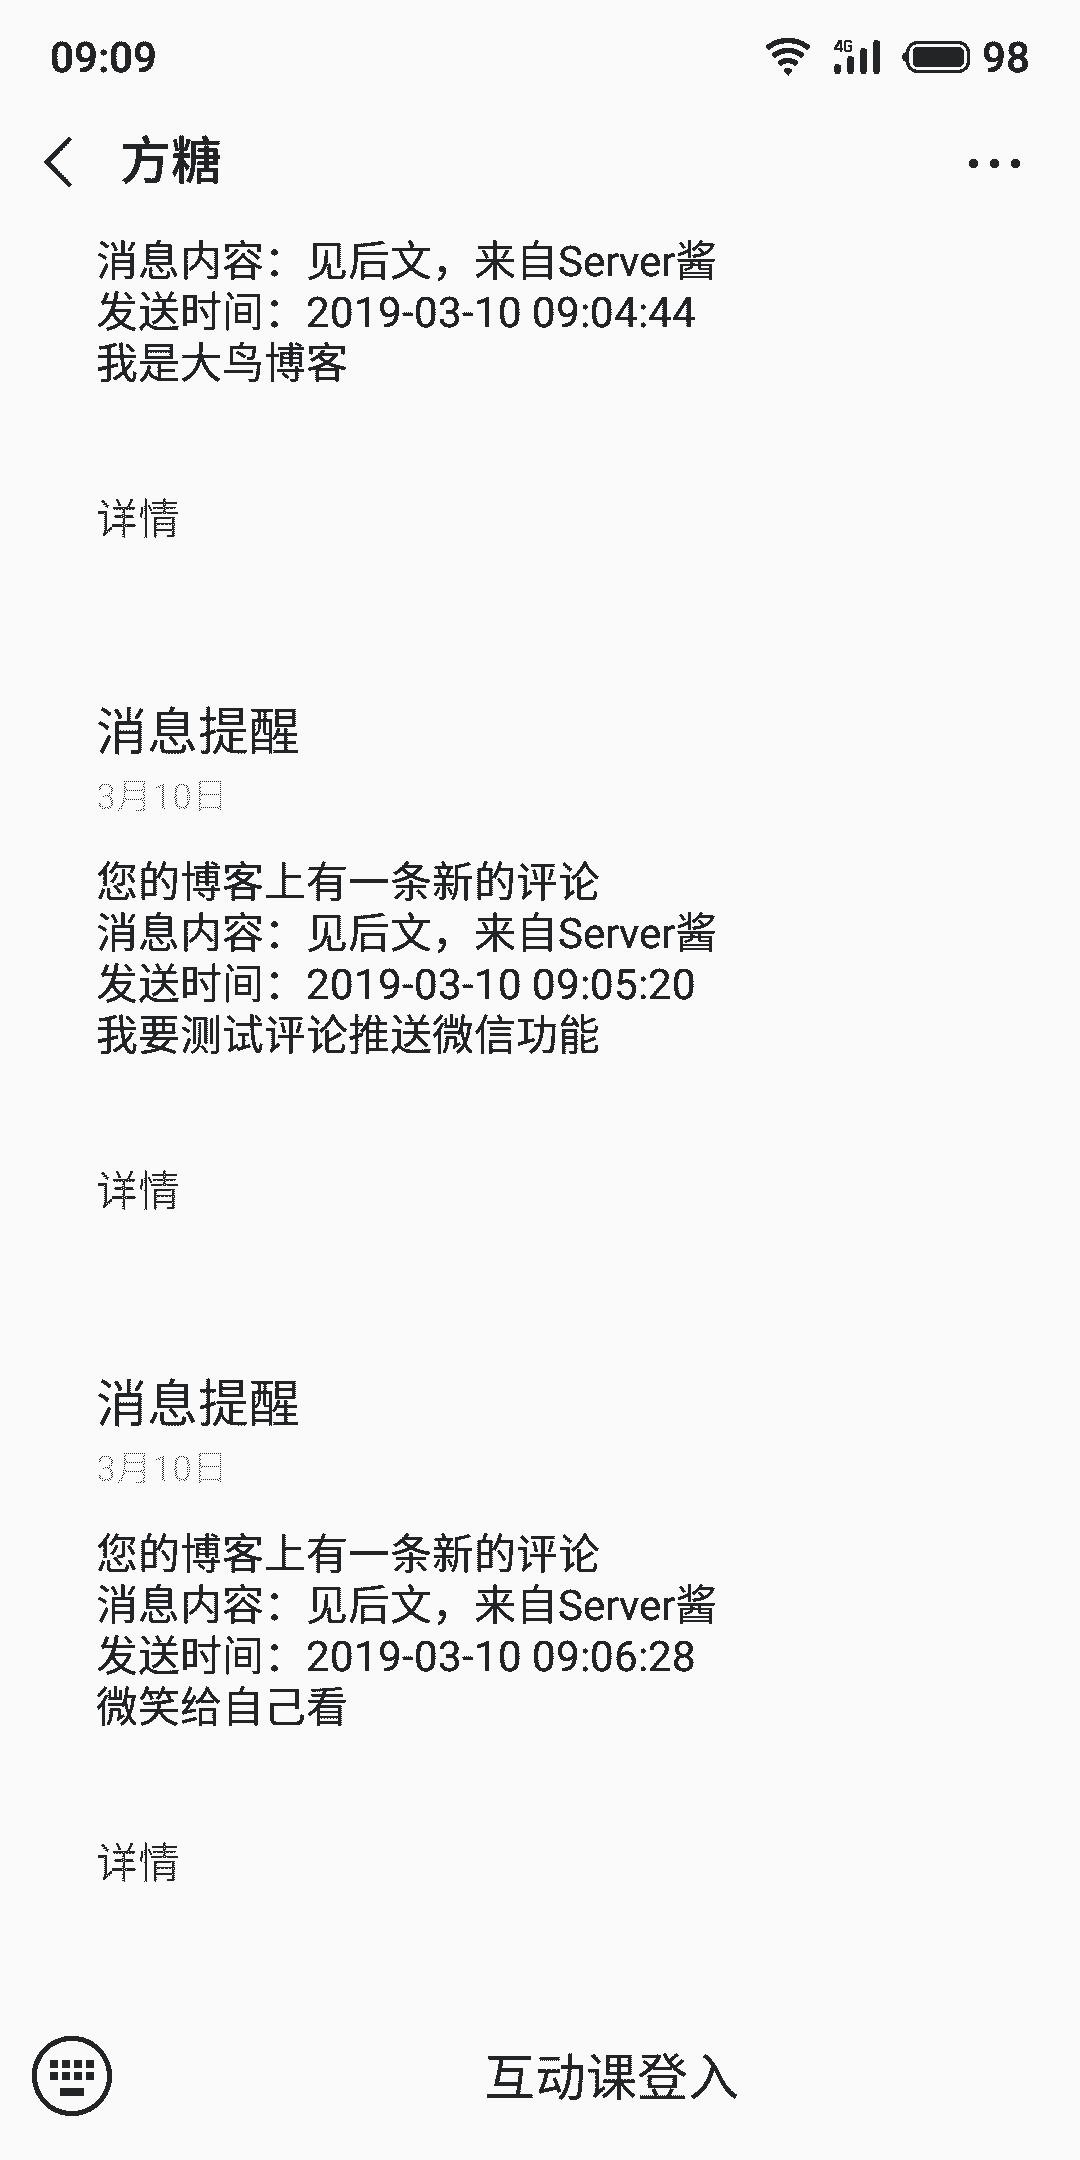 09:09
4G
98
方糖
消息内容：见后文，来自Server酱
发送时间：2019-03-10 09:04:44
我是大鸟博客
详情
消息提醒
3月10日
您的博客上有一条新的评论
消息内容：见后文，来自Server酱
发送时间：2019-03-10 09:05:20
我要测试评论推送微信功能
详情
消息提醒
3月10日
您的博客上有一条新的评论
消息内容：见后文，来自Server酱
发送时间：2019-03-10 09:06:28
微笑给自己看
详情
互动课登入